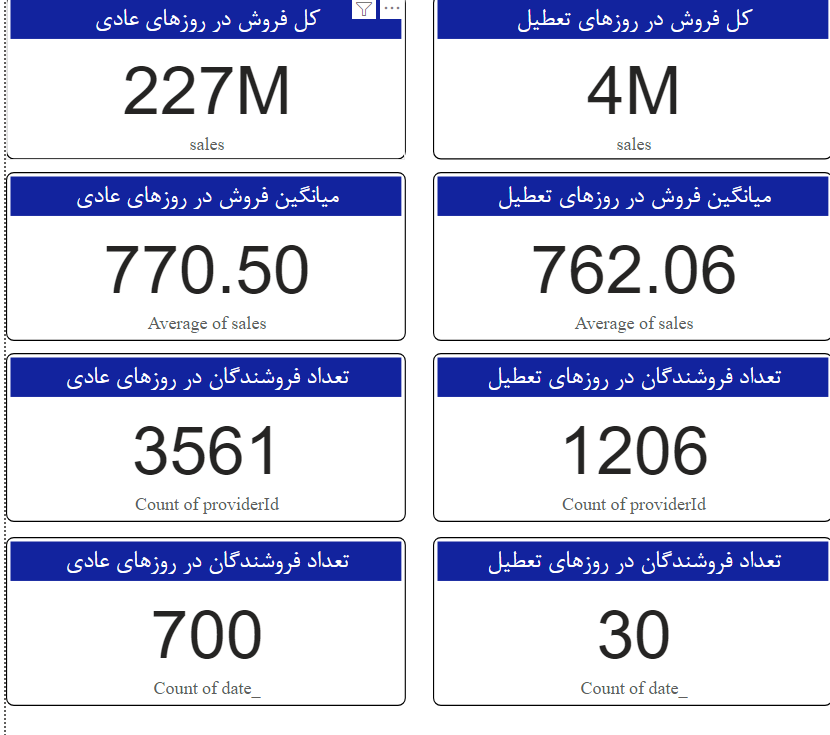 کل فروش در روزهای عادی
227M
sales
کل فروش در روزهای تعطیل
4M
sales
میانگین فروش در روزهای عادی
770.50
Average of sales
میانگین فروش در روزهای تعطیل
762.06
Average of sales
تعداد فروشندگان در روزهای عادی
3561
Count of providerId
تعداد فروشندگان در روزهای تعطیل
1206
Count of providerId
تعداد فروشندگان در روزهای عادی
700
Count of date_
تعداد فروشندگان در روزهای تعطیل
30
Count of date_